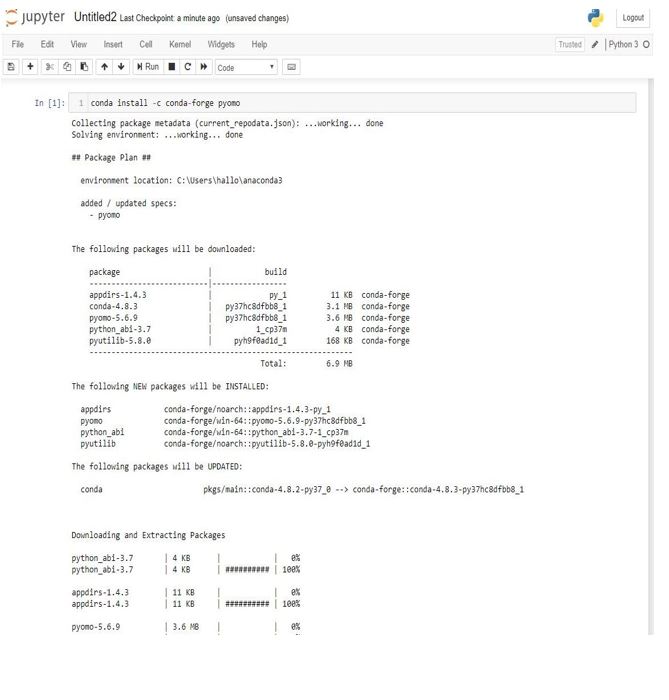 jupyter Untitled2 Last Checkpoint: a minute ago (unsaved changes) Logout
File Edit View Insert Cell Kernel Widgets Help Trusted Python 3
Run Code
In [1]: 1 conda install -c conda-forge pyomo
Collecting package metadata (current_repodata.json): ...working... done
Solving environment: ...working... done
## Package Plan ##
environment location: C:\Users\hallo\anaconda3
added / updated specs:
- pyomo
The following packages will be downloaded:
package | build
---------------------------|-----------------
appdirs-1.4.3 | py_1 11 KB conda-forge
conda-4.8.3 | py37hc8dfbb8_1 3.1 MB conda-forge
pyomo-5.6.9 | py37hc8dfbb8_1 3.6 MB conda-forge
python_abi-3.7 | 1_cp37m 4 KB conda-forge
pyutilib-5.8.0 | pyh9f0ad1d_1 168 KB conda-forge
------------------------------------------------------------
Total: 6.9 MB
The following NEW packages will be INSTALLED:
appdirs conda-forge/noarch::appdirs-1.4.3-py_1
pyomo conda-forge/win-64::pyomo-5.6.9-py37hc8dfbb8_1
python_abi conda-forge/win-64::python_abi-3.7-1_cp37m
pyutilib conda-forge/noarch::pyutilib-5.8.0-pyh9f0ad1d_1
The following packages will be UPDATED:
conda pkgs/main::conda-4.8.2-py37_0 --> conda-forge::conda-4.8.3-py37hc8dfbb8_1
Downloading and Extracting Packages
python_abi-3.7 | 4 KB | | 0%
python_abi-3.7 | 4 KB | ########## | 100%
appdirs-1.4.3 | 11 KB | | 0%
appdirs-1.4.3 | 11 KB | ########## | 100%
pyomo-5.6.9 | 3.6 MB | | 0%